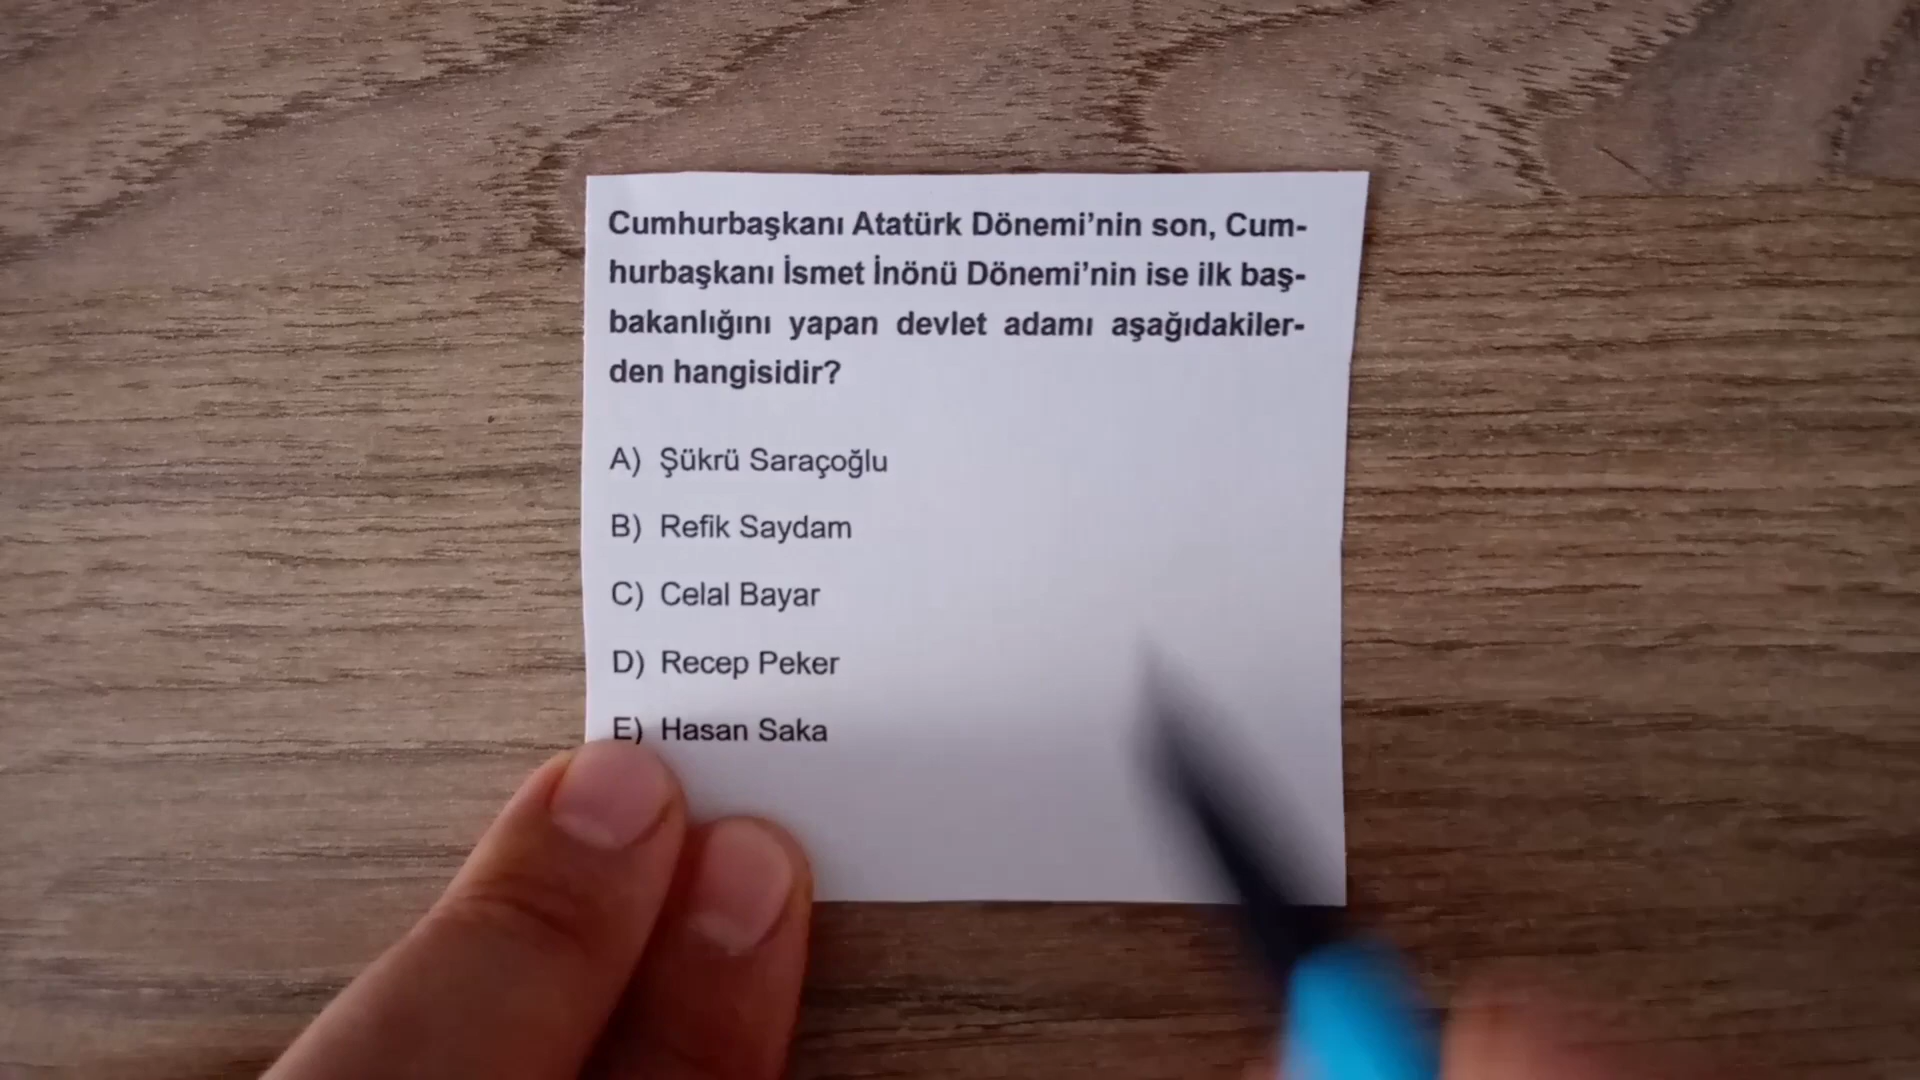 Cumhurbaşkanı Atatürk Dönemi’nin son, Cum-
hurbaşkanı İsmet İnönü Dönemi’nin ise ilk baş-
bakanlığını yapan devlet adamı aşağıdakiler-
den hangisidir?
A) Şükrü Saraçoğlu
B) Refik Saydam
C) Celal Bayar
D) Recep Peker
E) Hasan Saka